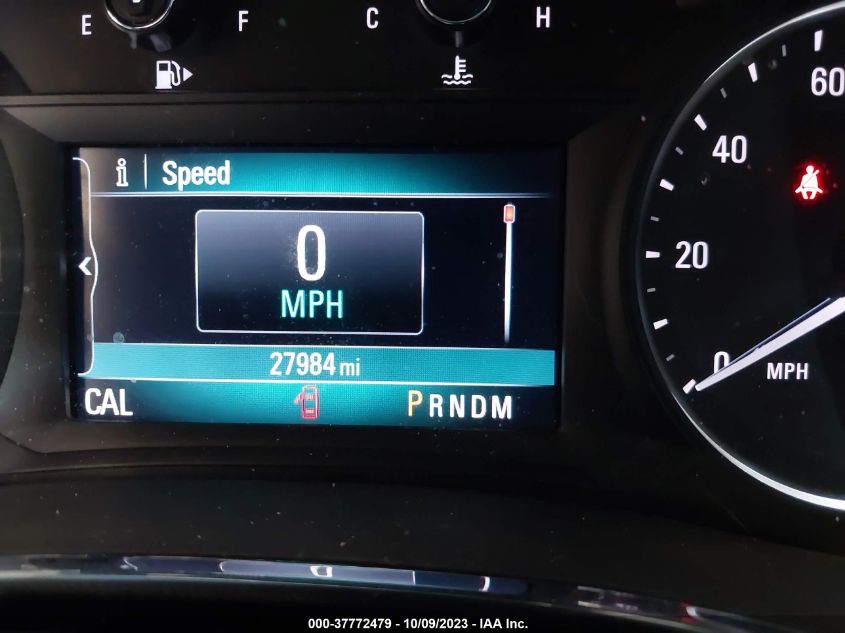 E F C H
i Speed
0
MPH
27984 mi
CAL PRNDM
60
40
20
0
MPH
000-37772479 - 10/09/2023 - IAA Inc.